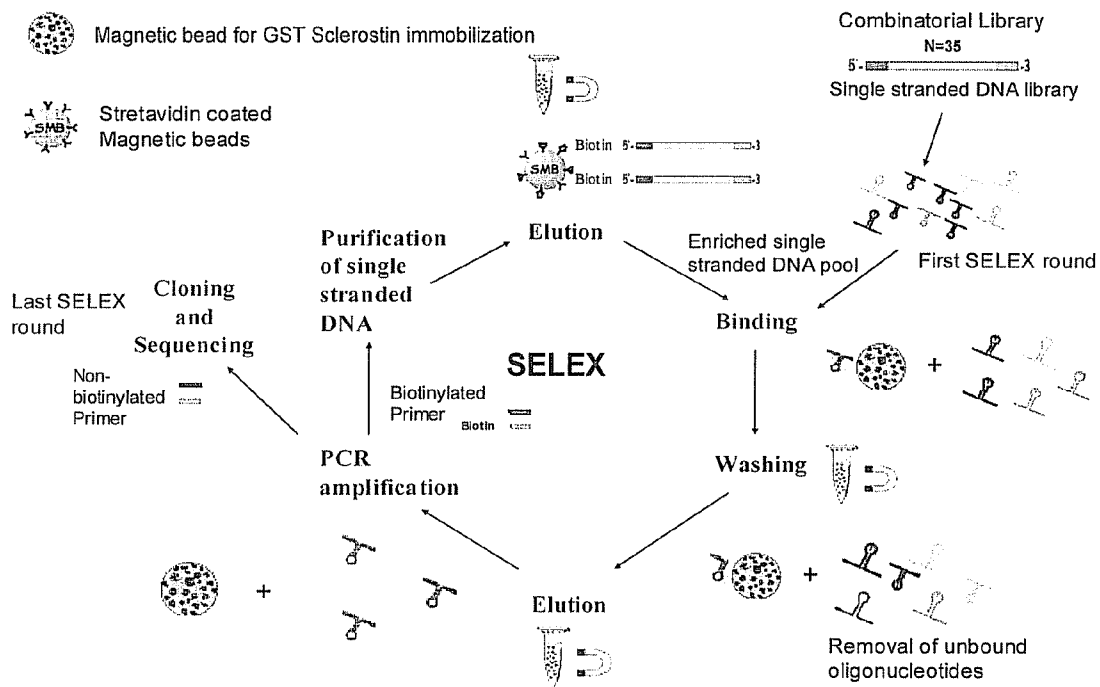 Magnetic bead for GST Sclerostin immobilization
SMB
Stretavidin coated
Magnetic beads
Combinatorial Library
N=35
5'- -3
Single stranded DNA library
First SELEX round
SMB
Biotin 5'- -3
Biotin 5'- -3
Elution
Enriched single
stranded DNA pool
Binding
+
Washing
+
Removal of unbound
oligonucleotides
Elution
+
PCR
amplification
Biotinylated
Primer
Biotin
Purification
of single
stranded
DNA
SELEX
Last SELEX
round
Cloning
and
Sequencing
Non-
biotinylated
Primer